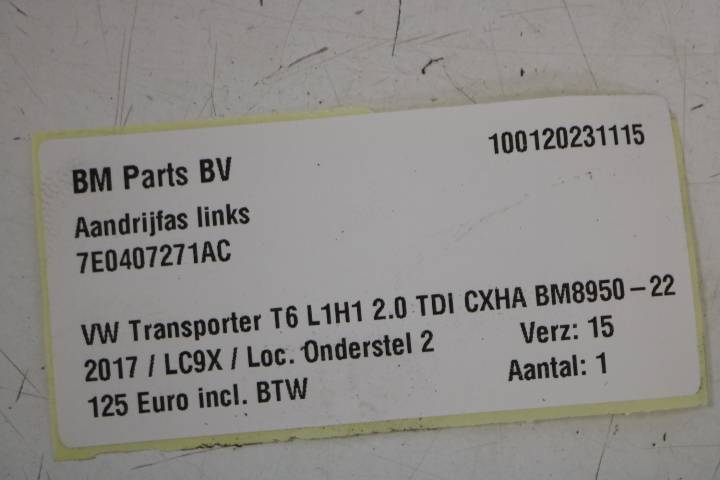 BM Parts BV
100120231115
Aandrijfas links
7E0407271AC
VW Transporter T6 L1H1 2.0 TDI CXHA BM8950-22
2017 / LC9X / Loc. Onderstel 2
Verz: 15
125 Euro incl. BTW
Aantal: 1